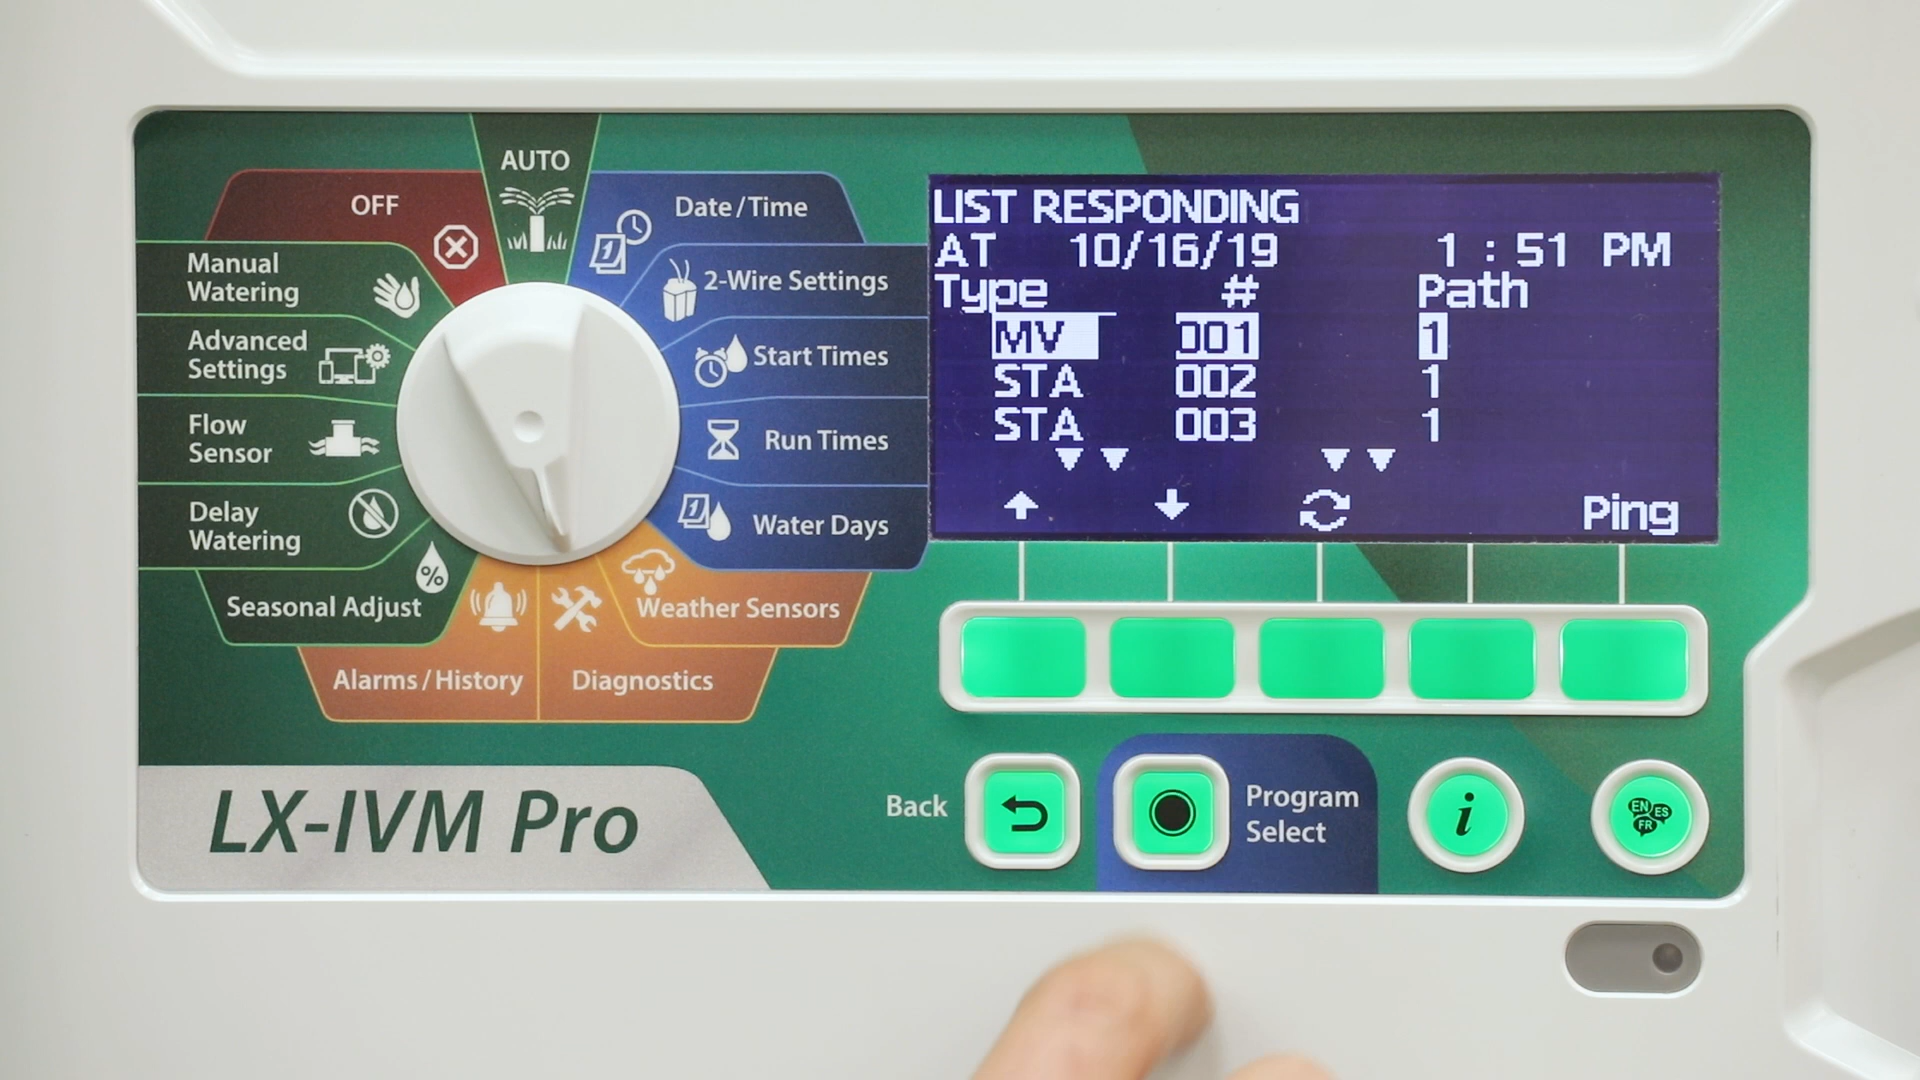 AUTO
OFF
Manual
Watering
Advanced
Settings
Flow
Sensor
Delay
Watering
Seasonal Adjust
%
Alarms / History
Date / Time
1
2-Wire Settings
Start Times
Run Times
1
Water Days
Weather Sensors
Diagnostics
LIST RESPONDING
AT 10/16/19 1 : 51 PM
Type # Path
MV 001 1
STA 002 1
STA 003 1
Ping
LX-IVM Pro
Back
Program
Select
i
EN
ES
FR